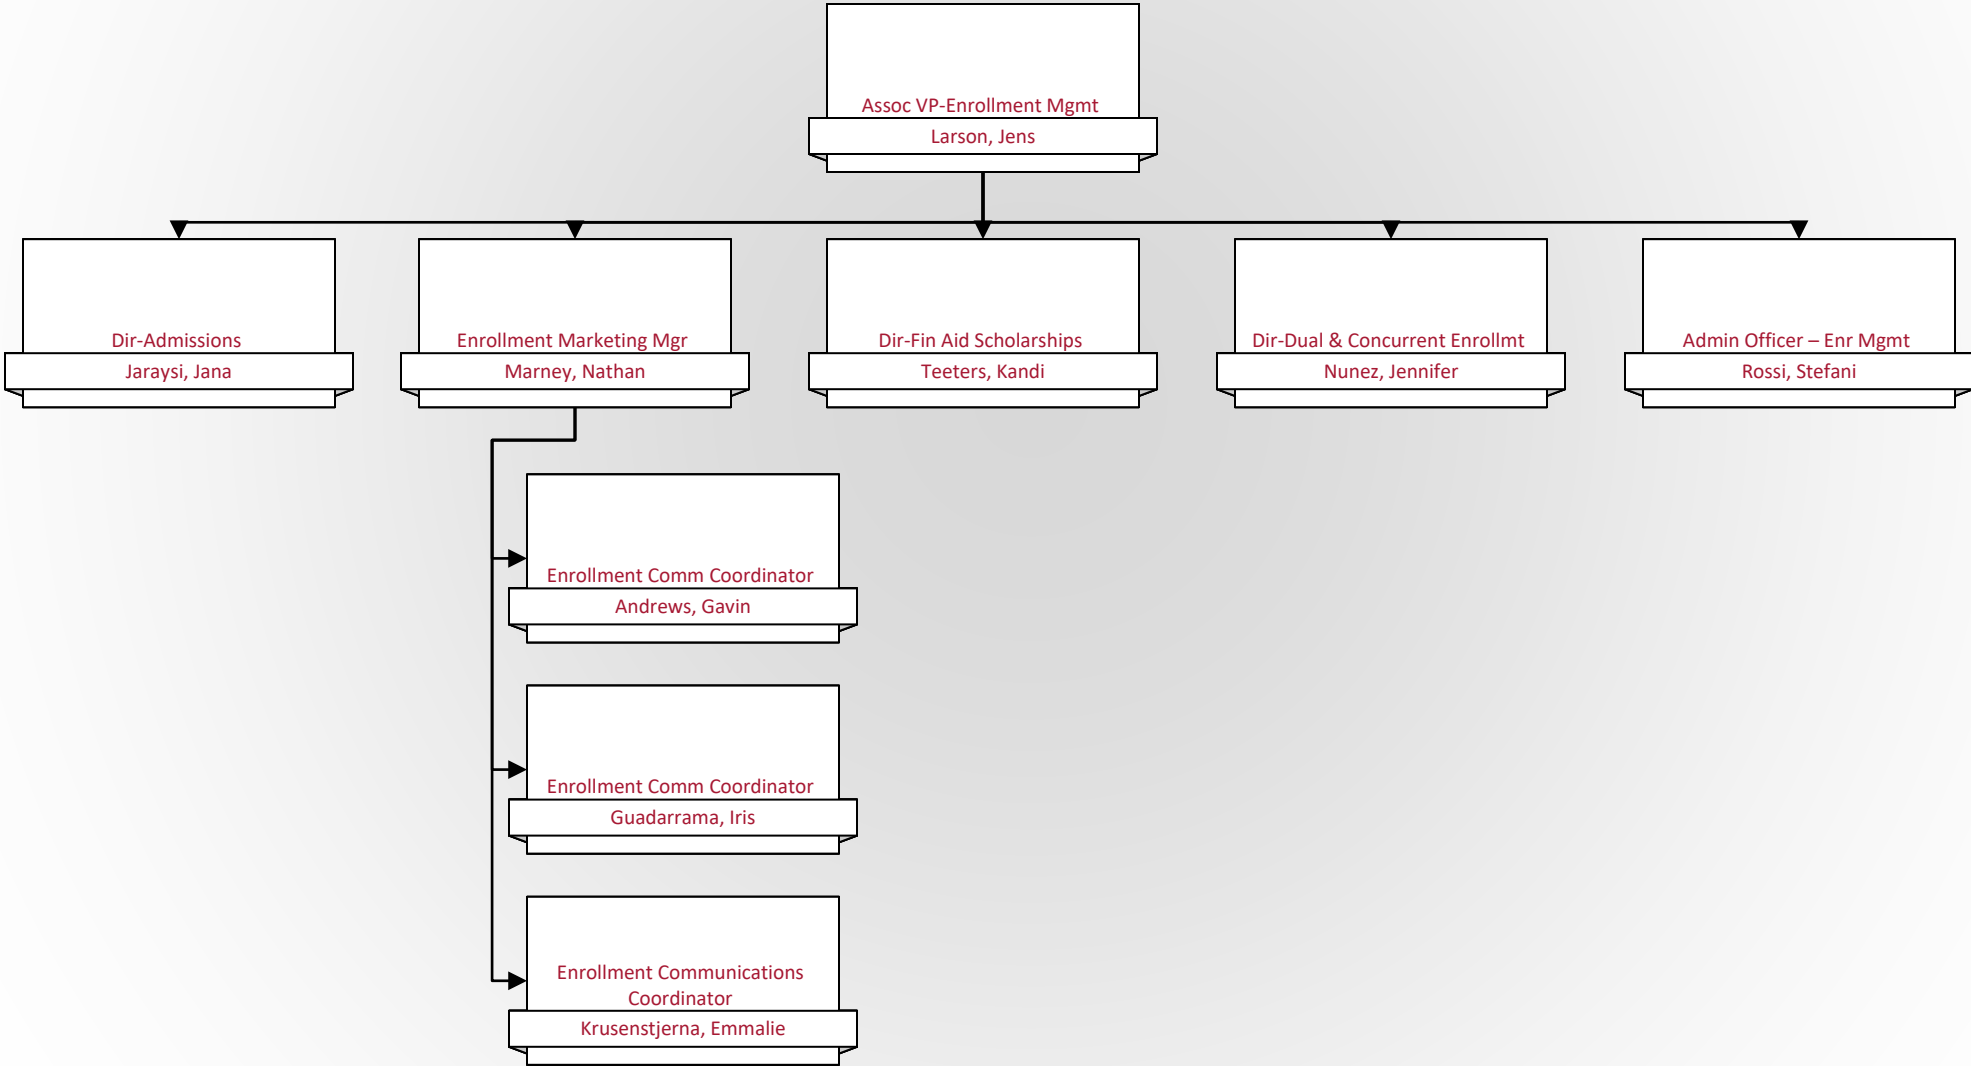 Assoc VP-Enrollment Mgmt
Larson, Jens
Dir-Admissions
Jaraysi, Jana
Enrollment Marketing Mgr
Marney, Nathan
Dir-Fin Aid Scholarships
Teeters, Kandi
Dir-Dual & Concurrent Enrollmt
Nunez, Jennifer
Admin Officer – Enr Mgmt
Rossi, Stefani
Enrollment Comm Coordinator
Andrews, Gavin
Enrollment Comm Coordinator
Guadarrama, Iris
Enrollment Communications
Coordinator
Krusenstjerna, Emmalie